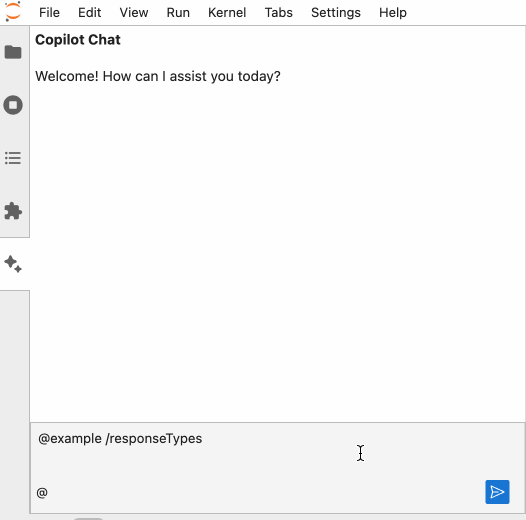 File Edit View Run Kernel Tabs Settings Help
Copilot Chat
Welcome! How can I assist you today?
@example /responseTypes
@